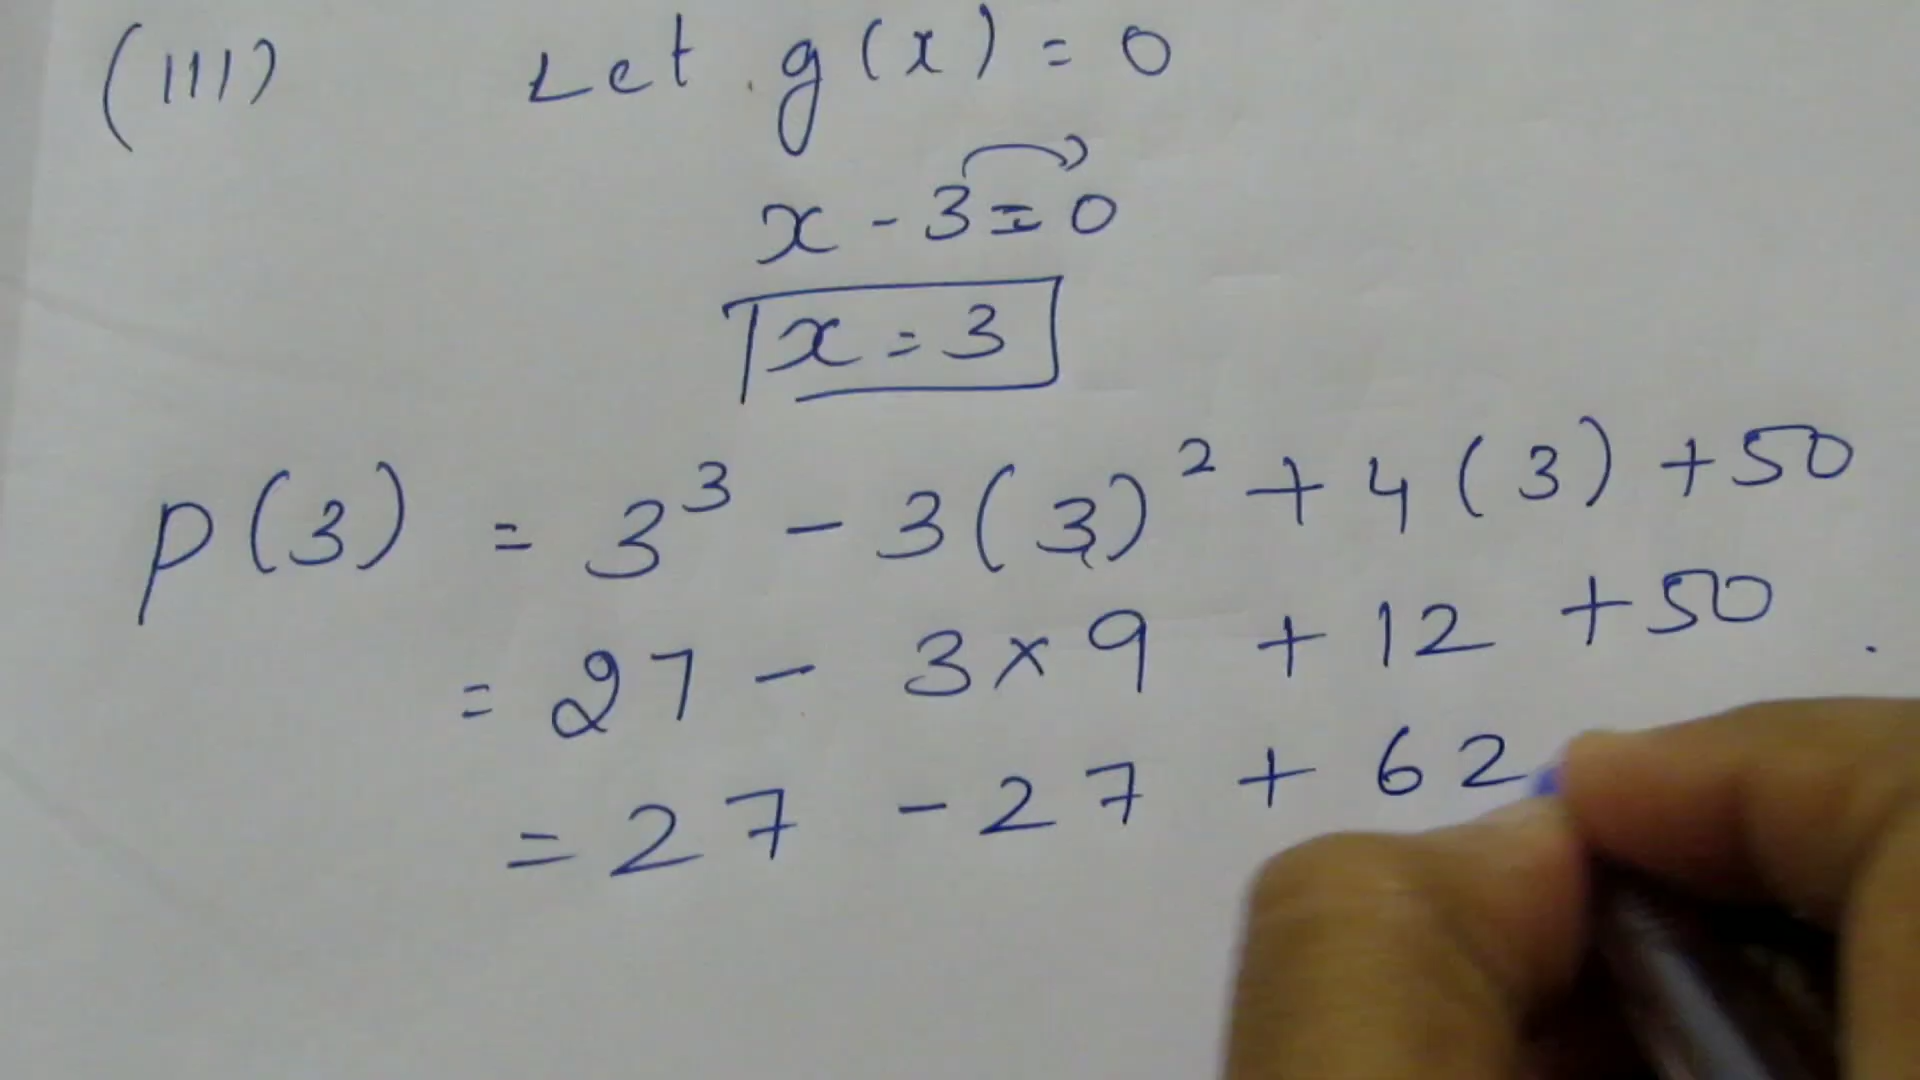 (III) Let g(x) = 0
x - 3 = 0
x = 3
p(3) = 3³ - 3(3)² + 4(3) + 50
= 27 - 3×9 + 12 + 50
= 27 - 27 + 62